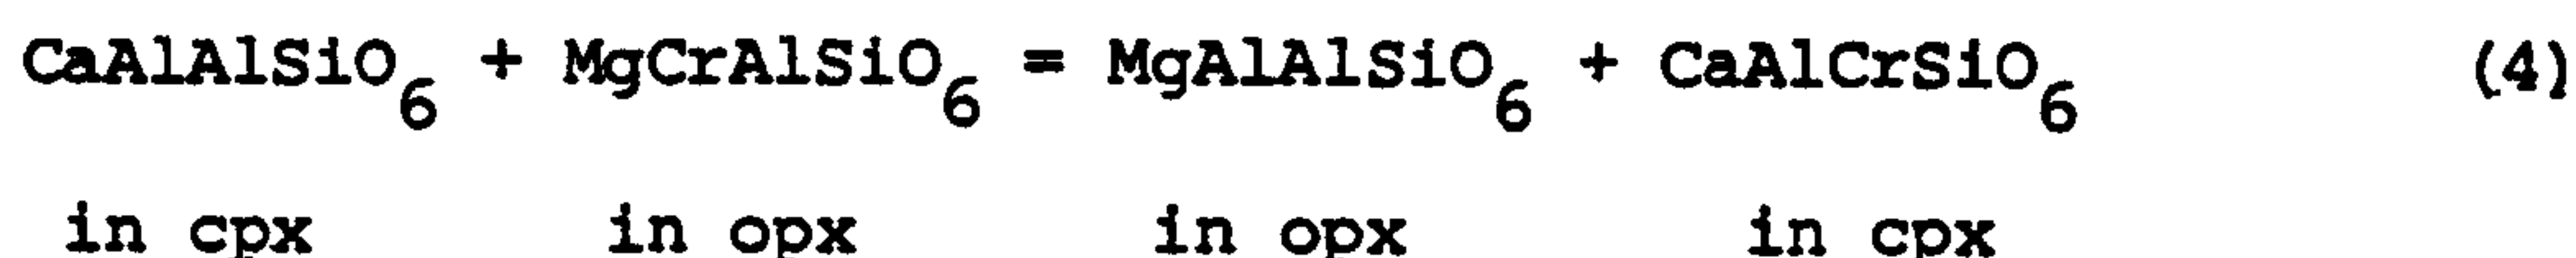 CaAlAlSiO₆ + MgCrAlSiO₆ = MgAlAlSiO₆ + CaAlCrSiO₆ (4)
in cpx in opx in opx in cpx